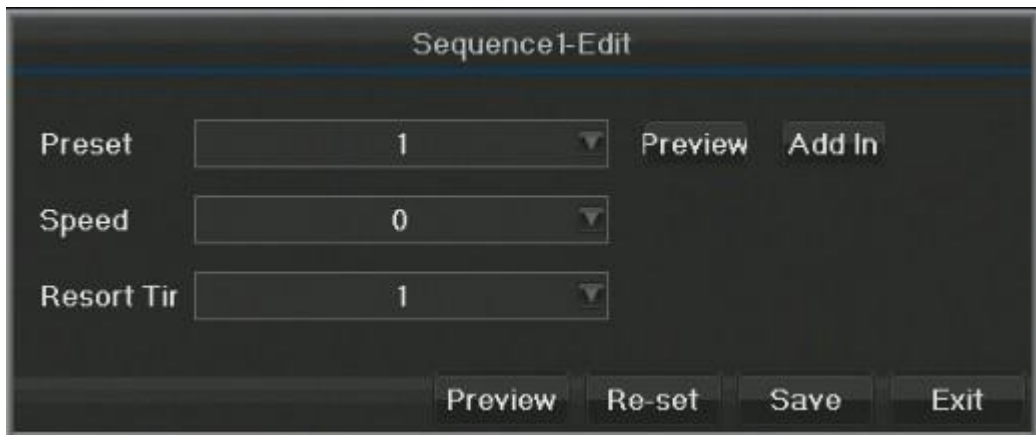 Sequence1-Edit
Preset 1 Preview Add In
Speed 0
Resort Tir 1
Preview Re-set Save Exit